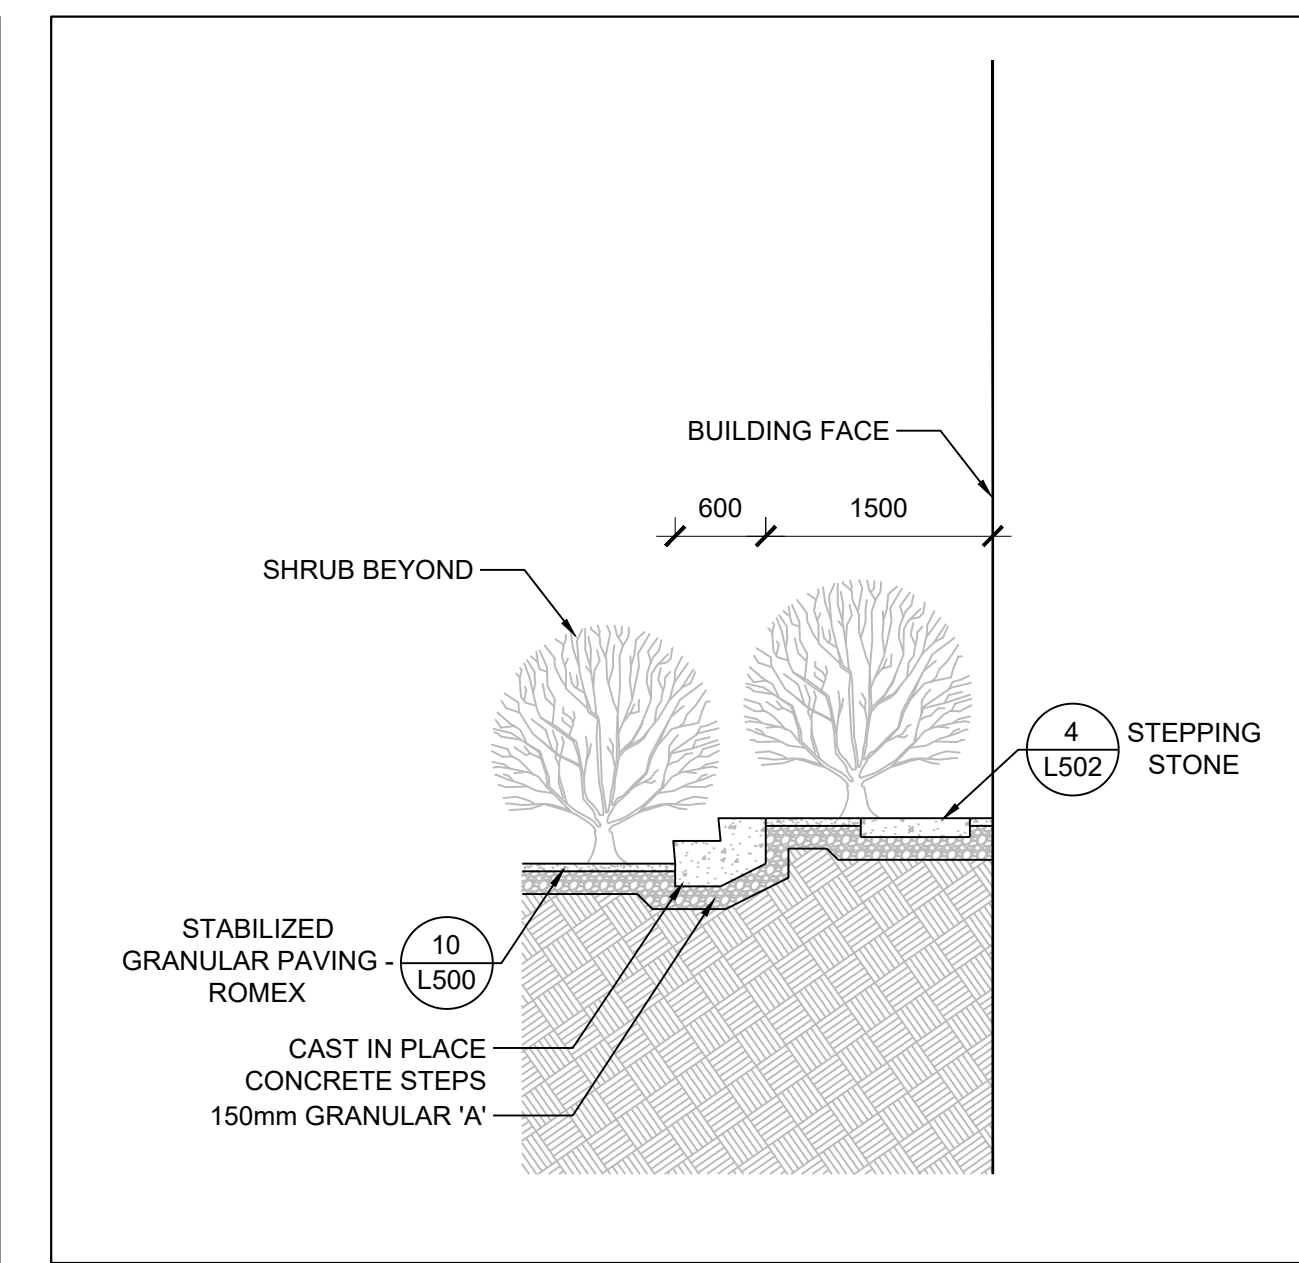 BUILDING FACE
600
1500
SHRUB BEYOND
4
L502
STEPPING
STONE
STABILIZED
GRANULAR PAVING -
ROMEX
10
L500
CAST IN PLACE
CONCRETE STEPS
150mm GRANULAR 'A'